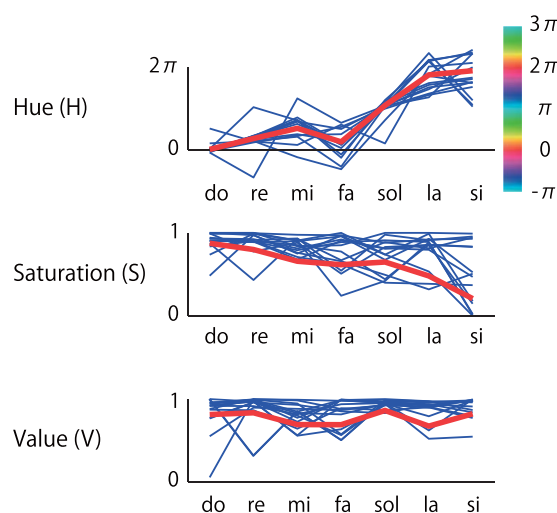 3π
2π
2π
π
Hue (H)
0
0
-π
do re mi fa sol la si
1
Saturation (S)
0
do re mi fa sol la si
1
Value (V)
0
do re mi fa sol la si